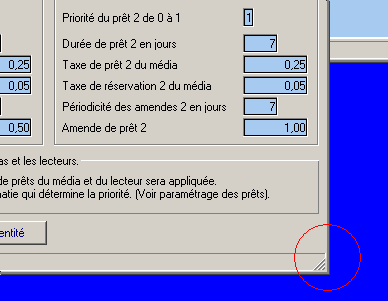 Priorité du prêt 2 de 0 à 1 1
Durée de prêt 2 en jours 7
0,25 Taxe de prêt 2 du média 0,25
0,05 Taxe de réservation 2 du média 0,05
Périodicité des amendes 2 en jours 7
0,50 Amende de prêt 2 1,00
as et les lecteurs.
de prêts du média et du lecteur sera appliquée.
matie qui détermine la priorité. (Voir paramétrage des prêts).
entité